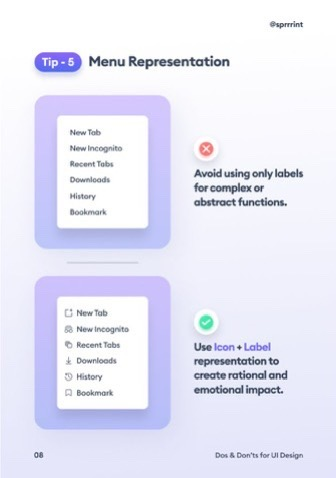 @sprrrint
Tip - 5 Menu Representation
New Tab
New Incognito
Recent Tabs
Downloads
History
Bookmark
Avoid using only labels
for complex or
abstract functions.
New Tab
New Incognito
Recent Tabs
Downloads
History
Bookmark
Use Icon + Label
representation to
create rational and
emotional impact.
08
Dos & Don'ts for UI Design